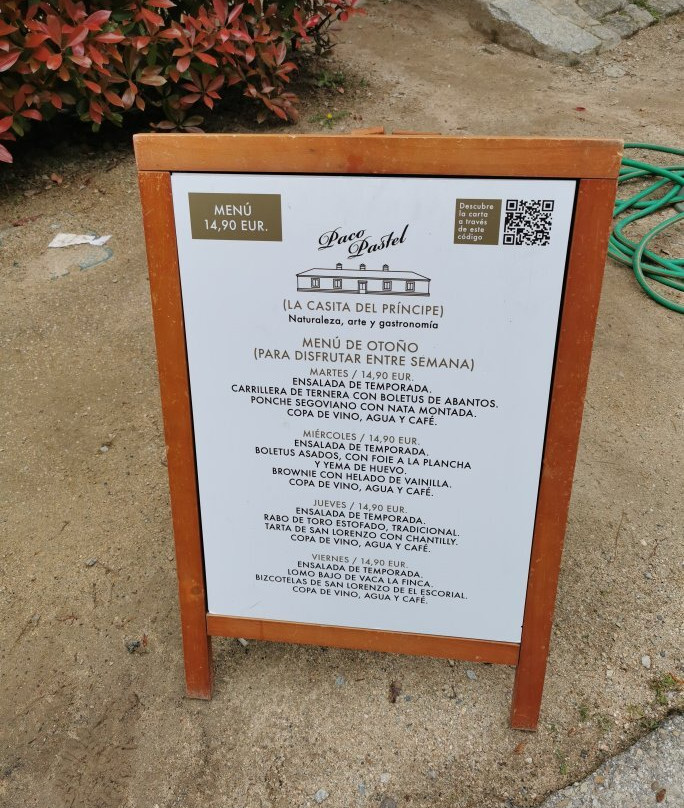 MENÚ
14,90 EUR.
Descubre
la carta
a través
de este
código
Paco
Pastel
(LA CASITA DEL PRÍNCIPE)
Naturaleza, arte y gastronomía
MENÚ DE OTOÑO
(PARA DISFRUTAR ENTRE SEMANA)
MARTES / 14,90 EUR.
ENSALADA DE TEMPORADA.
CARRILLERA DE TERNERA CON BOLETUS DE ABANTOS.
PONCHE SEGOVIANO CON NATA MONTADA.
COPA DE VINO, AGUA Y CAFÉ.
MIÉRCOLES / 14,90 EUR.
ENSALADA DE TEMPORADA.
BOLETUS ASADOS, CON FOIE A LA PLANCHA
Y YEMA DE HUEVO.
BROWNIE CON HELADO DE VAINILLA.
COPA DE VINO, AGUA Y CAFÉ.
JUEVES / 14,90 EUR.
ENSALADA DE TEMPORADA.
RABO DE TORO ESTOFADO, TRADICIONAL.
TARTA DE SAN LORENZO CON CHANTILLY.
COPA DE VINO, AGUA Y CAFÉ.
VIERNES / 14,90 EUR.
ENSALADA DE TEMPORADA.
LOMO BAJO DE VACA LA FINCA.
BIZCOTELAS DE SAN LORENZO DE EL ESCORIAL.
COPA DE VINO, AGUA Y CAFÉ.